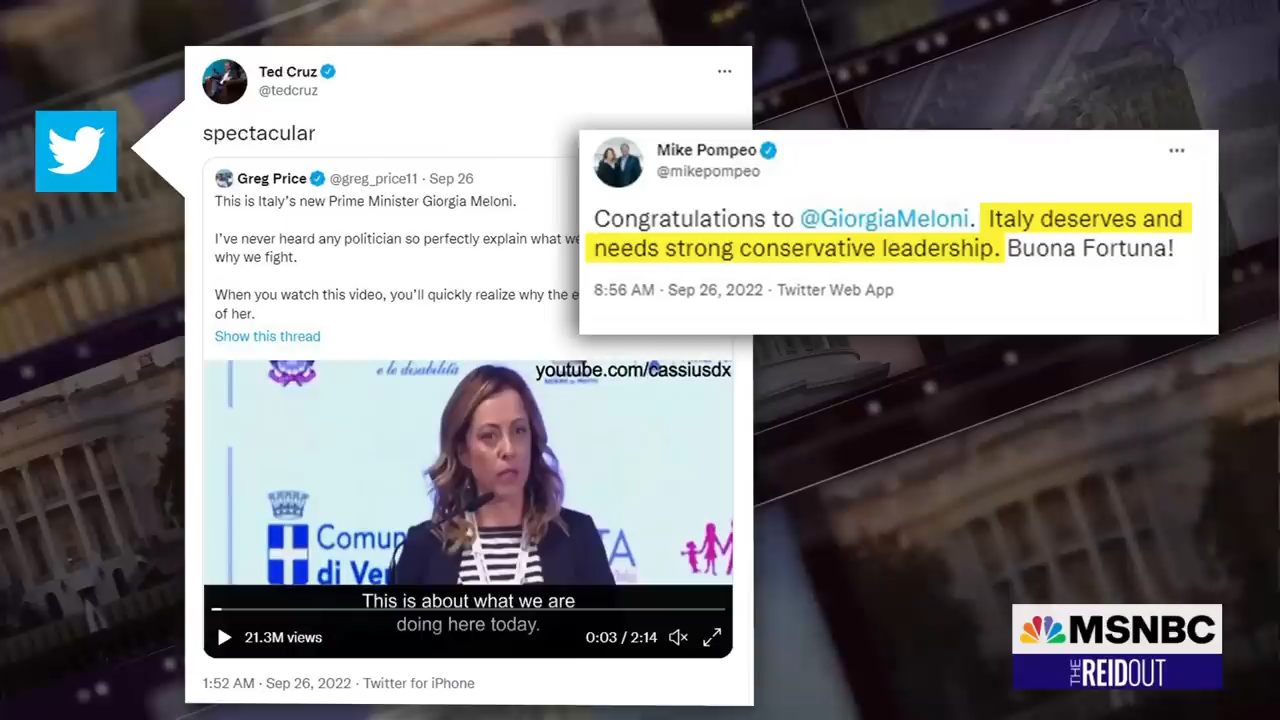 Ted Cruz
@tedcruz
spectacular
Greg Price @greg_price11 · Sep 26
This is Italy's new Prime Minister Giorgia Meloni.
I've never heard any politician so perfectly explain what we
why we fight.
When you watch this video, you'll quickly realize why the e
of her.
Show this thread
e le disabilità
youtube.com/cassiusdx
Comun
di Ve
TA
This is about what we are
doing here today.
21.3M views
0:03 / 2:14
1:52 AM · Sep 26, 2022 · Twitter for iPhone
Mike Pompeo
@mikepompeo
Congratulations to @GiorgiaMeloni. Italy deserves and
needs strong conservative leadership. Buona Fortuna!
8:56 AM · Sep 26, 2022 · Twitter Web App
MSNBC
THE REIDOUT